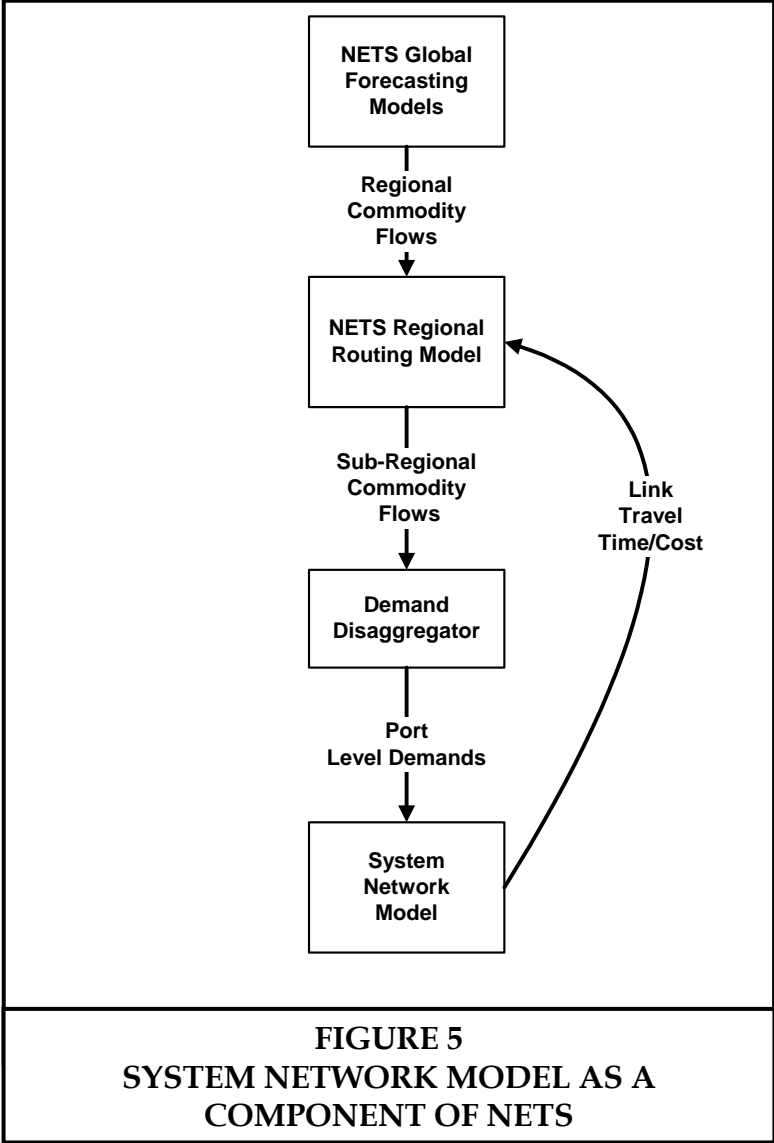 NETS Global
Forecasting
Models
Regional
Commodity
Flows
NETS Regional
Routing Model
Sub-Regional
Commodity
Flows
Link
Travel
Time/Cost
Demand
Disaggregator
Port
Level Demands
System
Network
Model
FIGURE 5
SYSTEM NETWORK MODEL AS A
COMPONENT OF NETS